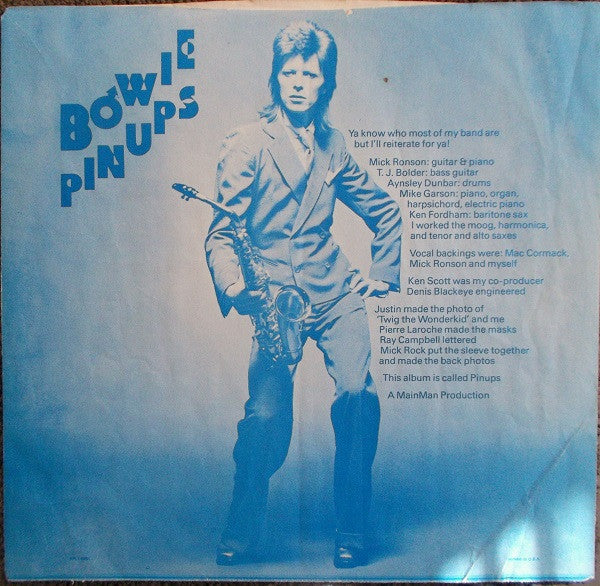 BOWIE
PINUPS
Ya know who most of my band are
but I'll reiterate for ya!
Mick Ronson: guitar & piano
T. J. Bolder: bass guitar
Aynsley Dunbar: drums
Mike Garson: piano, organ,
harpsichord, electric piano
Ken Fordham: baritone sax
I worked the moog, harmonica,
and tenor and alto saxes
Vocal backings were: Mac Cormack,
Mick Ronson and myself
Ken Scott was my co-producer
Denis Blackeye engineered
Justin made the photo of
'Twig the Wonderkid' and me
Pierre Laroche made the masks
Ray Campbell lettered
Mick Rock put the sleeve together
and made the back photos
This album is called Pinups
A MainMan Production